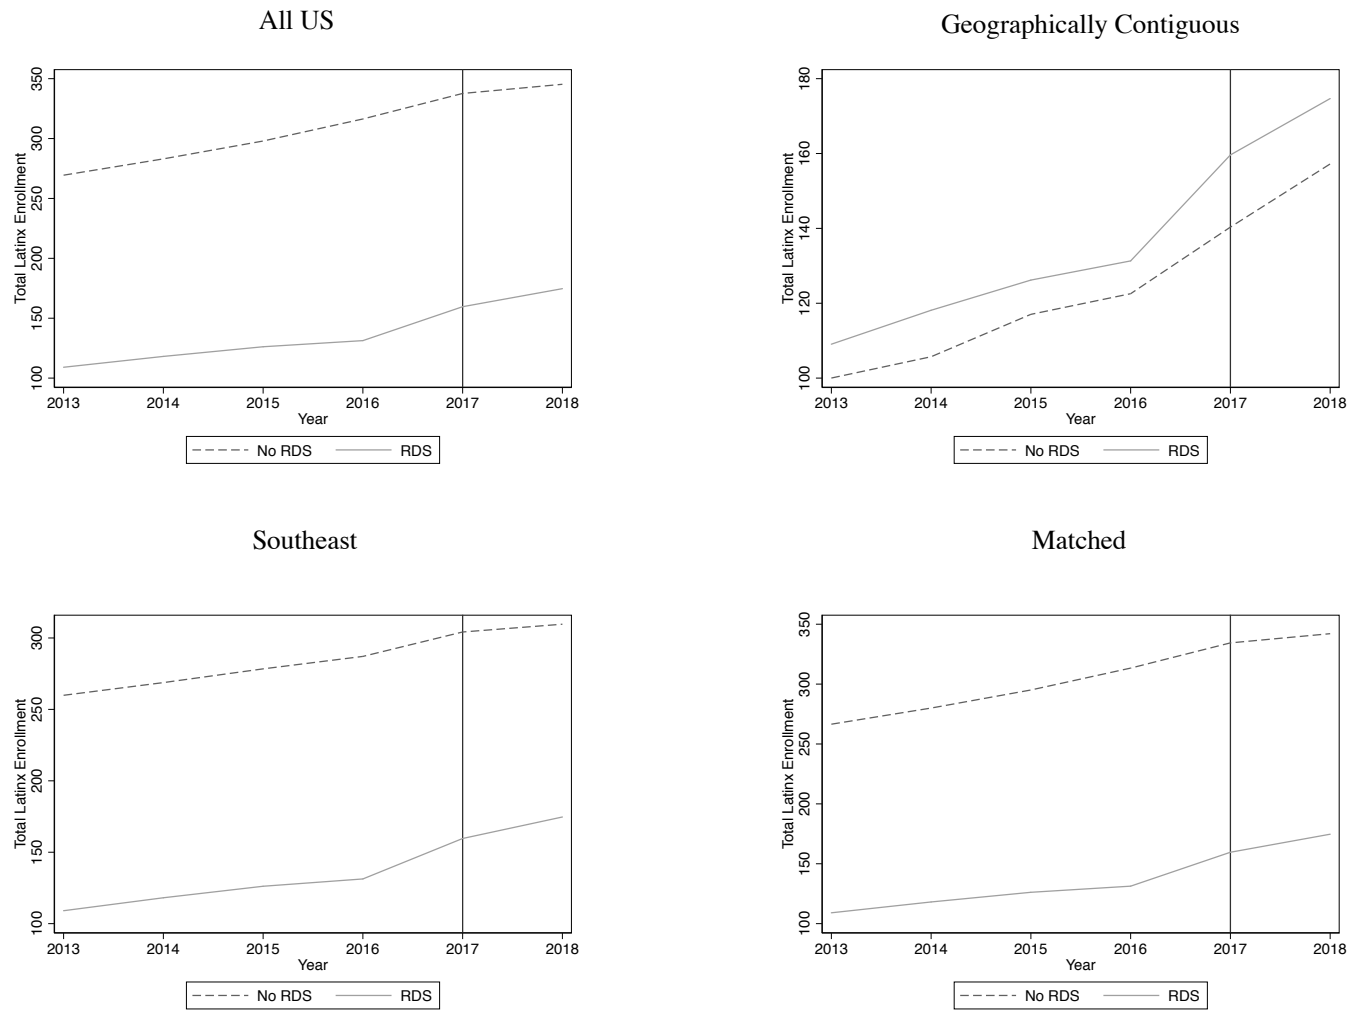 All US
Total Latinx Enrollment
350
300
250
200
150
100
2013 2014 2015 2016 2017 2018
Year
No RDS RDS
Geographically Contiguous
Total Latinx Enrollment
180
160
140
120
100
2013 2014 2015 2016 2017 2018
Year
No RDS RDS
Southeast
Total Latinx Enrollment
300
250
200
150
100
2013 2014 2015 2016 2017 2018
Year
No RDS RDS
Matched
Total Latinx Enrollment
350
300
250
200
150
100
2013 2014 2015 2016 2017 2018
Year
No RDS RDS